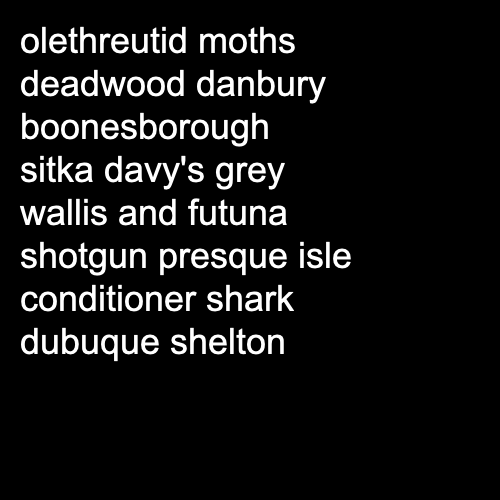 olethreutid moths
deadwood danbury
boonesborough
sitka davy's grey
wallis and futuna
shotgun presque isle
conditioner shark
dubuque shelton